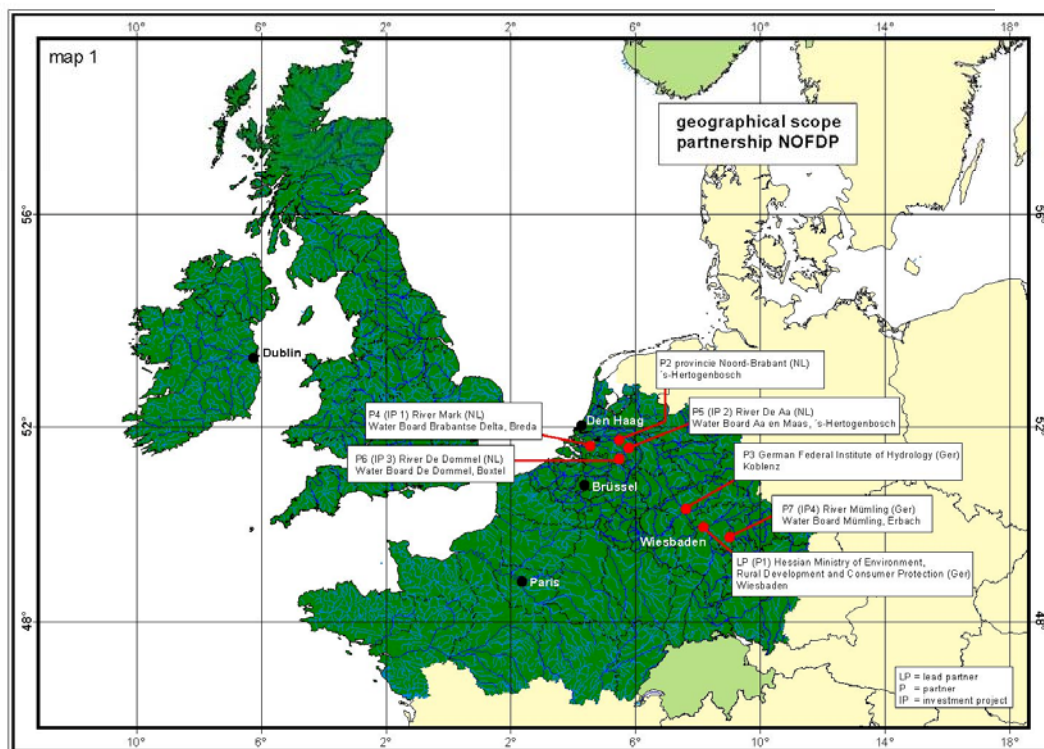 10°
6°
2°
2°
6°
10°
14°
18°
map 1
geographical scope
partnership NOFDP
56°
56°
Dublin
P2 provincie Noord-Brabant (NL)
´s-Hertogenbosch
P4 (IP 1) River Mark (NL)
Water Board Brabantse Delta, Breda
Den Haag
P5 (IP 2) River De Aa (NL)
Water Board Aa en Maas, ´s-Hertogenbosch
52°
52°
P6 (IP 3) River De Dommel (NL)
Water Board De Dommel, Boxtel
P3 German Federal Institute of Hydrology (Ger)
Koblenz
Brüssel
P7 (IP4) River Mümling (Ger)
Water Board Mümling, Erbach
Wiesbaden
LP (P1) Hessian Ministry of Environment,
Rural Development and Consumer Protection (Ger)
Wiesbaden
Paris
48°
48°
LP = lead partner
P = partner
IP = investment project
10°
6°
2°
2°
6°
10°
14°
18°